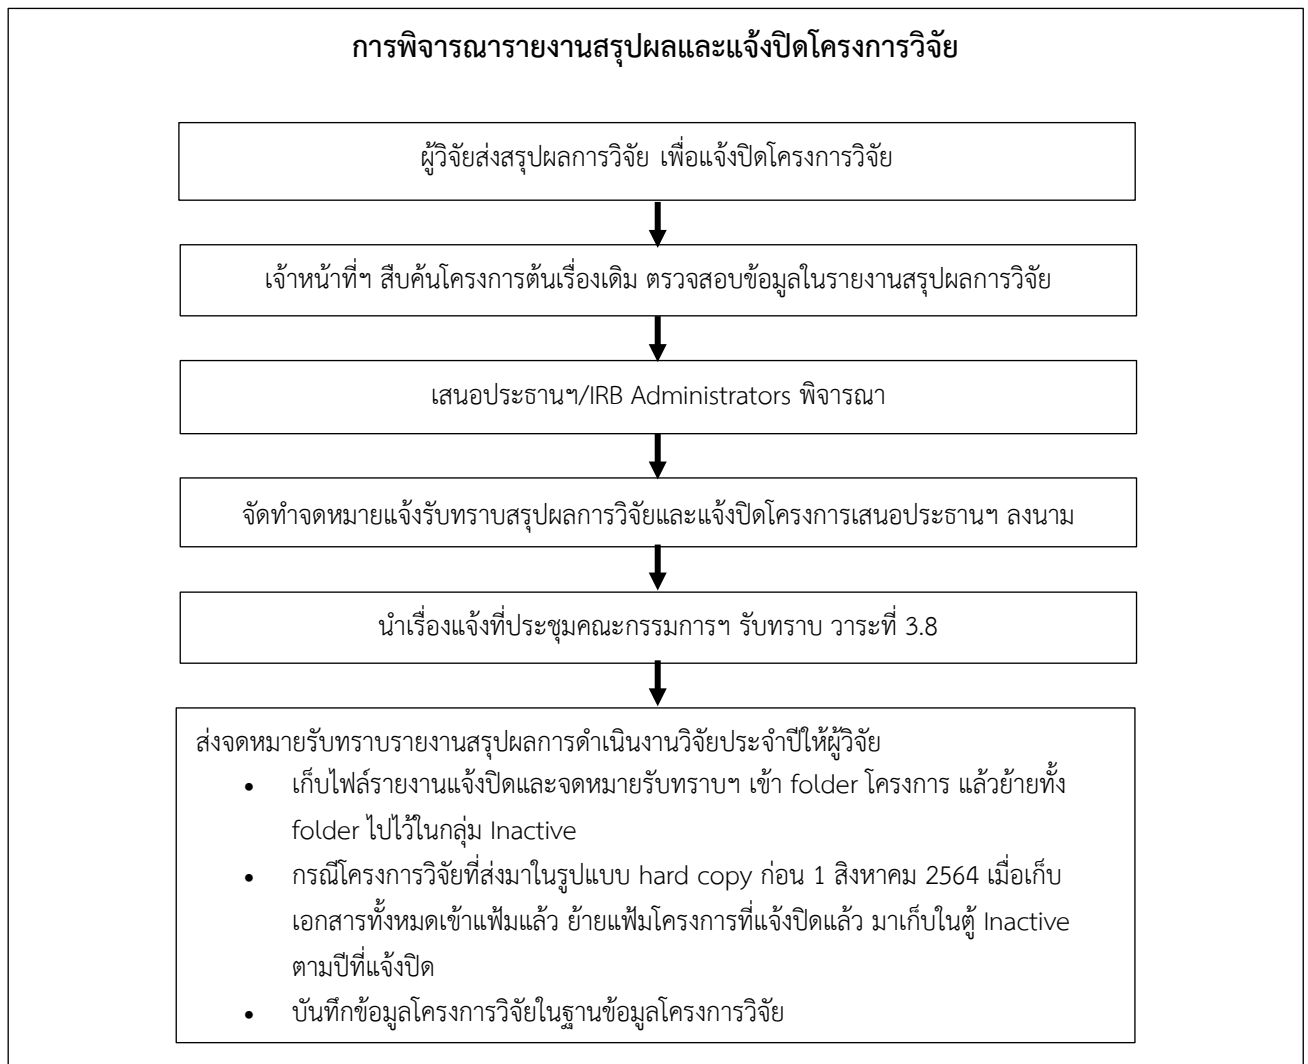 การพิจารณารายงานสรุปผลและแจ้งปิดโครงการวิจัย
ผู้วิจัยส่งสรุปผลการวิจัย เพื่อแจ้งปิดโครงการวิจัย
เจ้าหน้าที่ฯ สืบค้นโครงการต้นเรื่องเดิม ตรวจสอบข้อมูลในรายงานสรุปผลการวิจัย
เสนอประธานฯ/IRB Administrators พิจารณา
จัดทำจดหมายแจ้งรับทราบสรุปผลการวิจัยและแจ้งปิดโครงการเสนอประธานฯ ลงนาม
นำเรื่องแจ้งที่ประชุมคณะกรรมการฯ รับทราบ วาระที่ 3.8
ส่งจดหมายรับทราบรายงานสรุปผลการดำเนินงานวิจัยประจำปีให้ผู้วิจัย
• เก็บไฟล์รายงานแจ้งปิดและจดหมายรับทราบฯ เข้า folder โครงการ แล้วย้ายทั้ง
folder ไปไว้ในกลุ่ม Inactive
• กรณีโครงการวิจัยที่ส่งมาในรูปแบบ hard copy ก่อน 1 สิงหาคม 2564 เมื่อเก็บ
เอกสารทั้งหมดเข้าแฟ้มแล้ว ย้ายแฟ้มโครงการที่แจ้งปิดแล้ว มาเก็บในตู้ Inactive
ตามปีที่แจ้งปิด
• บันทึกข้อมูลโครงการวิจัยในฐานข้อมูลโครงการวิจัย